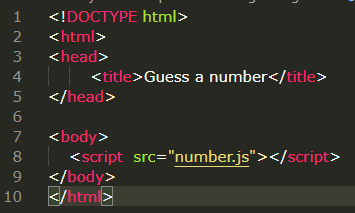 1 <!DOCTYPE html>
2 <html>
3 <head>
4 <title>Guess a number</title>
5 </head>
6
7 <body>
8 <script src="number.js"></script>
9 </body>
10 </html>